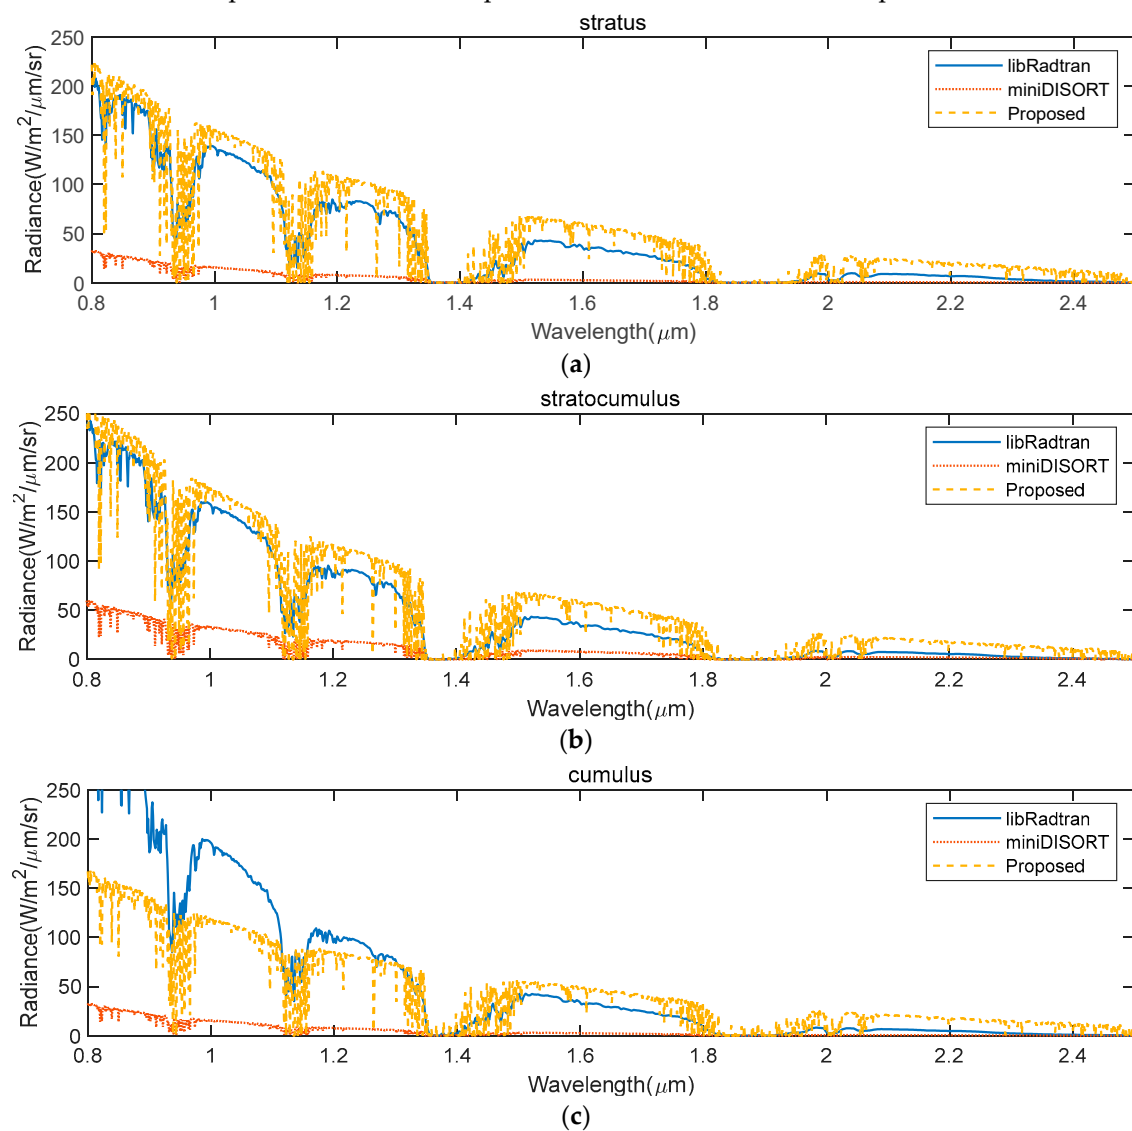 stratus
250
200
150
100
50
0
Radiance(W/m²/μm/sr)
libRadtran
miniDISORT
Proposed
0.8 1 1.2 1.4 1.6 1.8 2 2.2 2.4
Wavelength(μm)
(a)
stratocumulus
250
200
150
100
50
0
Radiance(W/m²/μm/sr)
libRadtran
miniDISORT
Proposed
0.8 1 1.2 1.4 1.6 1.8 2 2.2 2.4
Wavelength(μm)
(b)
cumulus
250
200
150
100
50
0
Radiance(W/m²/μm/sr)
libRadtran
miniDISORT
Proposed
0.8 1 1.2 1.4 1.6 1.8 2 2.2 2.4
Wavelength(μm)
(c)